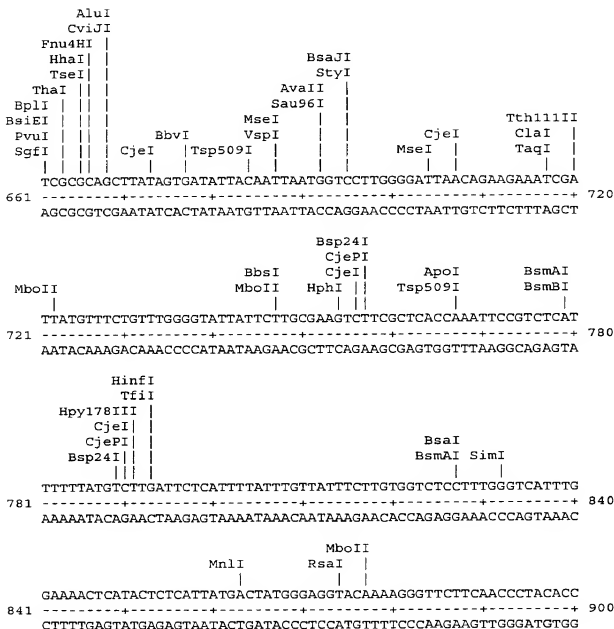 AluI
CviJI
Fnu4HI
HhaI BsaJI
TseI StyI
ThaI AvaII
BplI Sau96I
BsiEI MseI Tth111II
PvuI BbvI VspI CjeI ClaI
SgfI CjeI Tsp509I MseI TaqI
TCGCGCAGCTTATAGTGATATTACAATTAATGGTCCTTGGGGATTAACAGAAGAAATCGA
661 ---------+---------+---------+---------+---------+---------+ 720
AGCGCGTCGAATATCACTATAATGTTAATTACCAGGAACCCCTAATTGTCTTCTTTAGCT
Bsp24I
CjePI
BbsI CjeI ApoI BsmAI
MboII MboII HphI Tsp509I BsmBI
TTATGTTTCTGTTTGGGGTATTATTCTTGCGAAGTCTTCGCTCACCAAATTCCGTCTCAT
721 ---------+---------+---------+---------+---------+---------+ 780
AATACAAAGACAAACCCCATAATAAGAACGCTTCAGAAGCGAGTGGTTTAAGGCAGAGTA
HinfI
TfiI
Hpy178III
CjeI
CjePI BsaI
Bsp24I BsmAI SimI
TTTTTATGTCTTGATTCTCATTTTATTTGTTATTTCTTGTGGTCTCCTTTGGGTCATTTG
781 ---------+---------+---------+---------+---------+---------+ 840
AAAAATACAGAACTAAGAGTAAAATAAACAATAAAGAACACCAGAGGAAACCCAGTAAAC
MboII
MnlI RsaI
GAAAACTCATACTCTCATTATGACTATGGGAGGTACAAAAGGGTTCTTCAACCCTACACC
841 ---------+---------+---------+---------+---------+---------+ 900
CTTTTGAGTATGAGAGTAATACTGATACCCTCCATGTTTTCCCAAGAAGTTGGGATGTGG